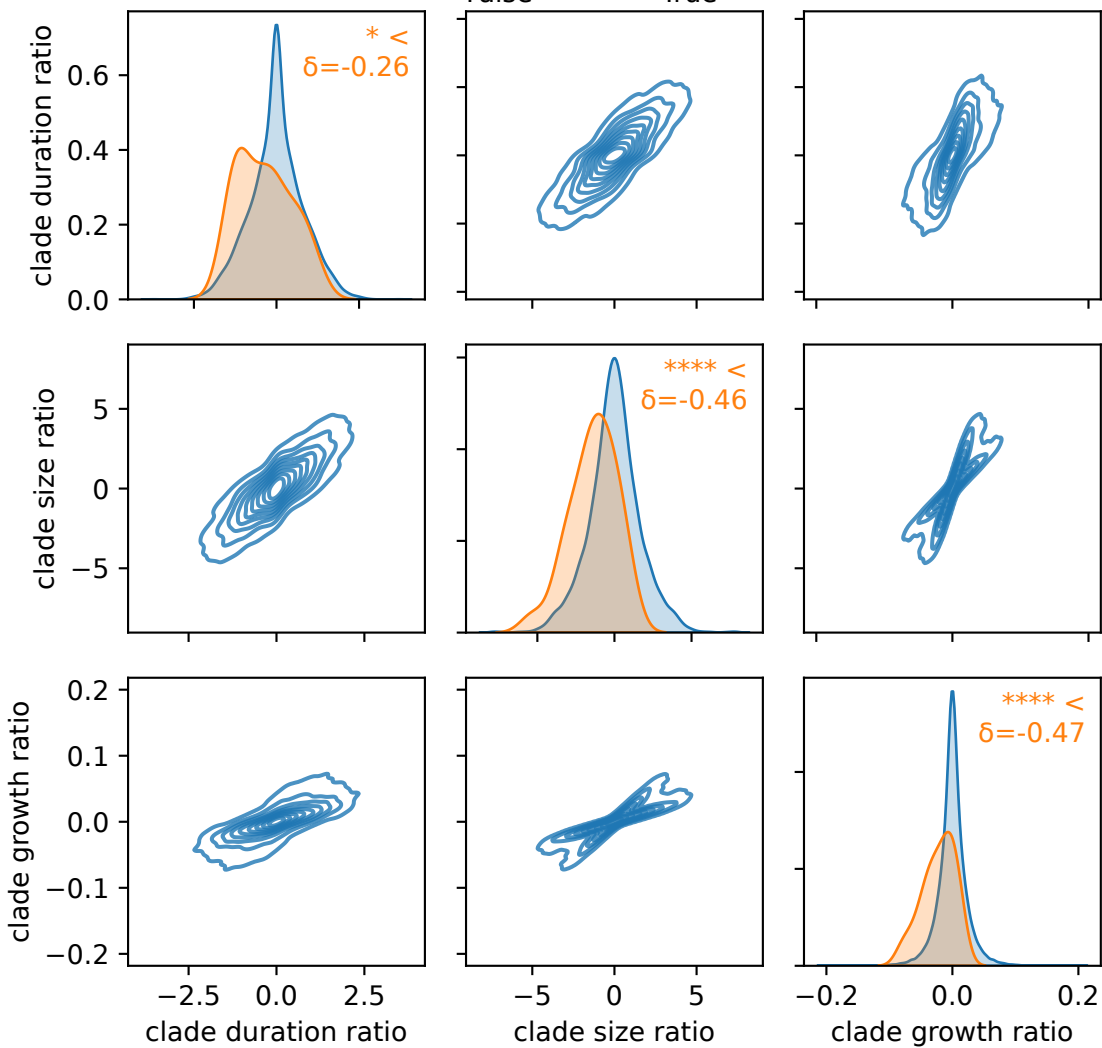 True
* <
δ=-0.26
clade duration ratio
0.6
0.4
0.2
0.0
**** <
δ=-0.46
clade size ratio
5
0
−5
**** <
δ=-0.47
clade growth ratio
0.2
0.1
0.0
−0.1
−0.2
−2.5 0.0 2.5
−5 0 5
−0.2 0.0 0.2
clade duration ratio
clade size ratio
clade growth ratio